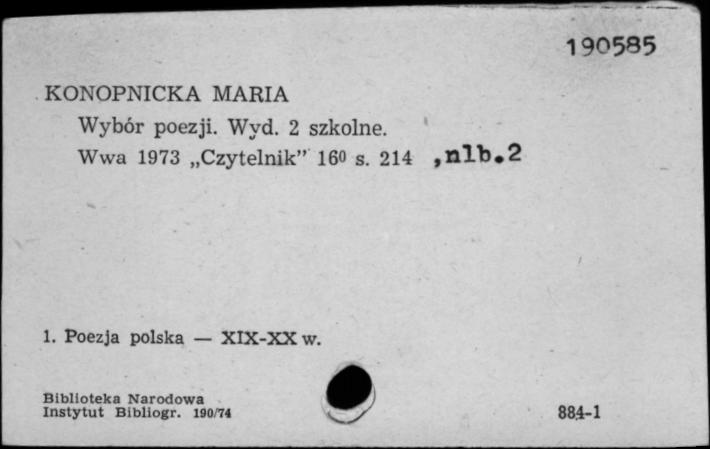 190585
KONOPNICKA MARIA
Wybór poezji. Wyd. 2 szkolne.
Wwa 1973 „Czytelnik” 16⁰ s. 214 ,nlb.2
1. Poezja polska — XIX-XX w.
Biblioteka Narodowa
Instytut Bibliogr. 190/74
884-1